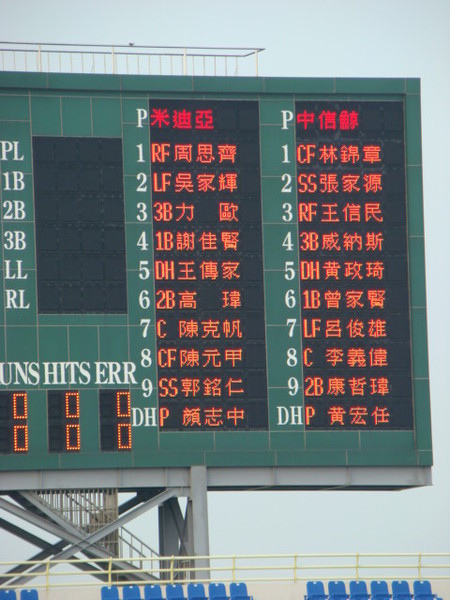 P 米迪亞 P 中信鯨
PL 1 RF 周思齊 1 CF 林錦章
1B 2 LF 吳家輝 2 SS 張家源
2B 3 3B 力 歐 3 RF 王信民
3B 4 1B 謝佳賢 4 3B 威納斯
LL 5 DH 王傳家 5 DH 黃政琦
RL 6 2B 高 瑋 6 1B 曾家賢
7 C 陳克帆 7 LF 呂俊雄
8 CF 陳元甲 8 C 李義偉
UNS HITS ERR 9 SS 郭銘仁 9 2B 康哲瑋
0 0 0 DH P 顏志中 DH P 黃宏任
0 0 0